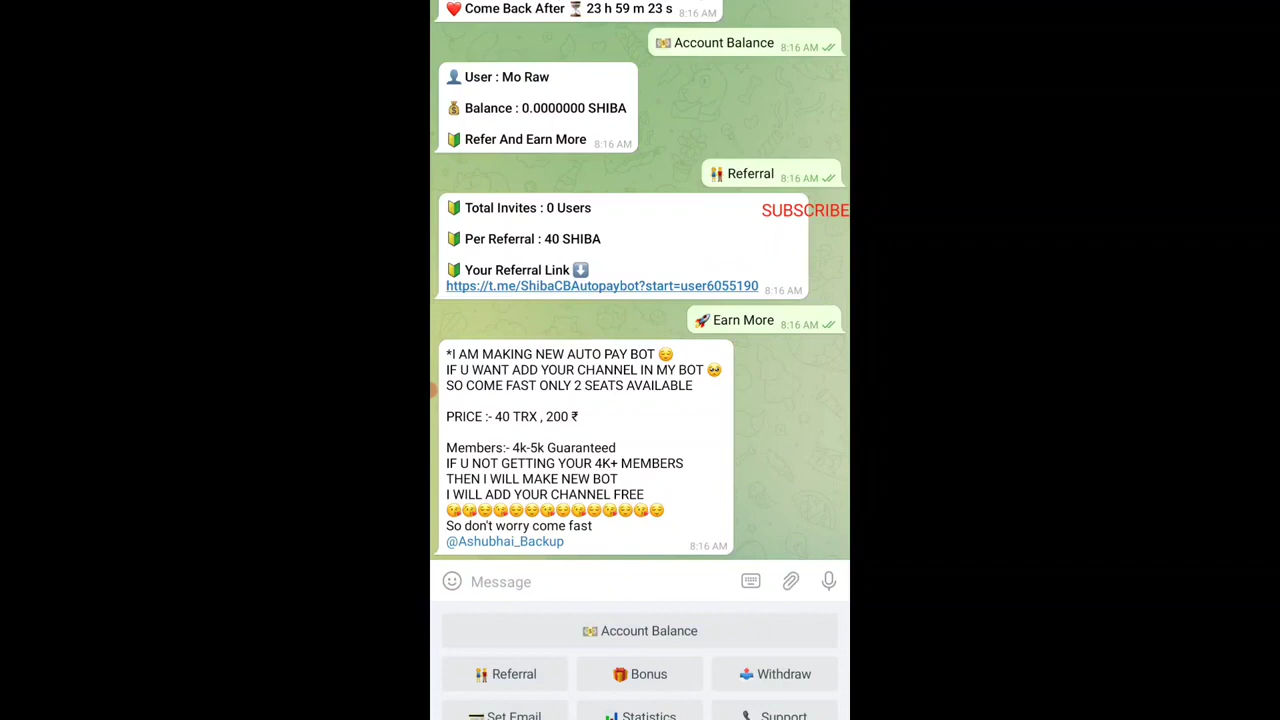 ❤️ Come Back After ⏳ 23 h 59 m 23 s 8:16 AM
💴 Account Balance 8:16 AM
👤 User : Mo Raw
💰 Balance : 0.0000000 SHIBA
🔰 Refer And Earn More 8:16 AM
👬 Referral 8:16 AM
🔰 Total Invites : 0 Users
SUBSCRIBE
🔰 Per Referral : 40 SHIBA
🔰 Your Referral Link ⬇️
https://t.me/ShibaCBAutopaybot?start=user6055190 8:16 AM
🚀 Earn More 8:16 AM
*I AM MAKING NEW AUTO PAY BOT 😌
IF U WANT ADD YOUR CHANNEL IN MY BOT 🥺
SO COME FAST ONLY 2 SEATS AVAILABLE
PRICE :- 40 TRX , 200 ₹
Members:- 4k-5k Guaranteed
IF U NOT GETTING YOUR 4K+ MEMBERS
THEN I WILL MAKE NEW BOT
I WILL ADD YOUR CHANNEL FREE
😘😘😌😘😌😌😘😌😘😌😘😌😘😌
So don't worry come fast
@Ashubhai_Backup 8:16 AM
Message
💴 Account Balance
👬 Referral
🎁 Bonus
📤 Withdraw
💳 Set Email
📊 Statistics
📞 Support